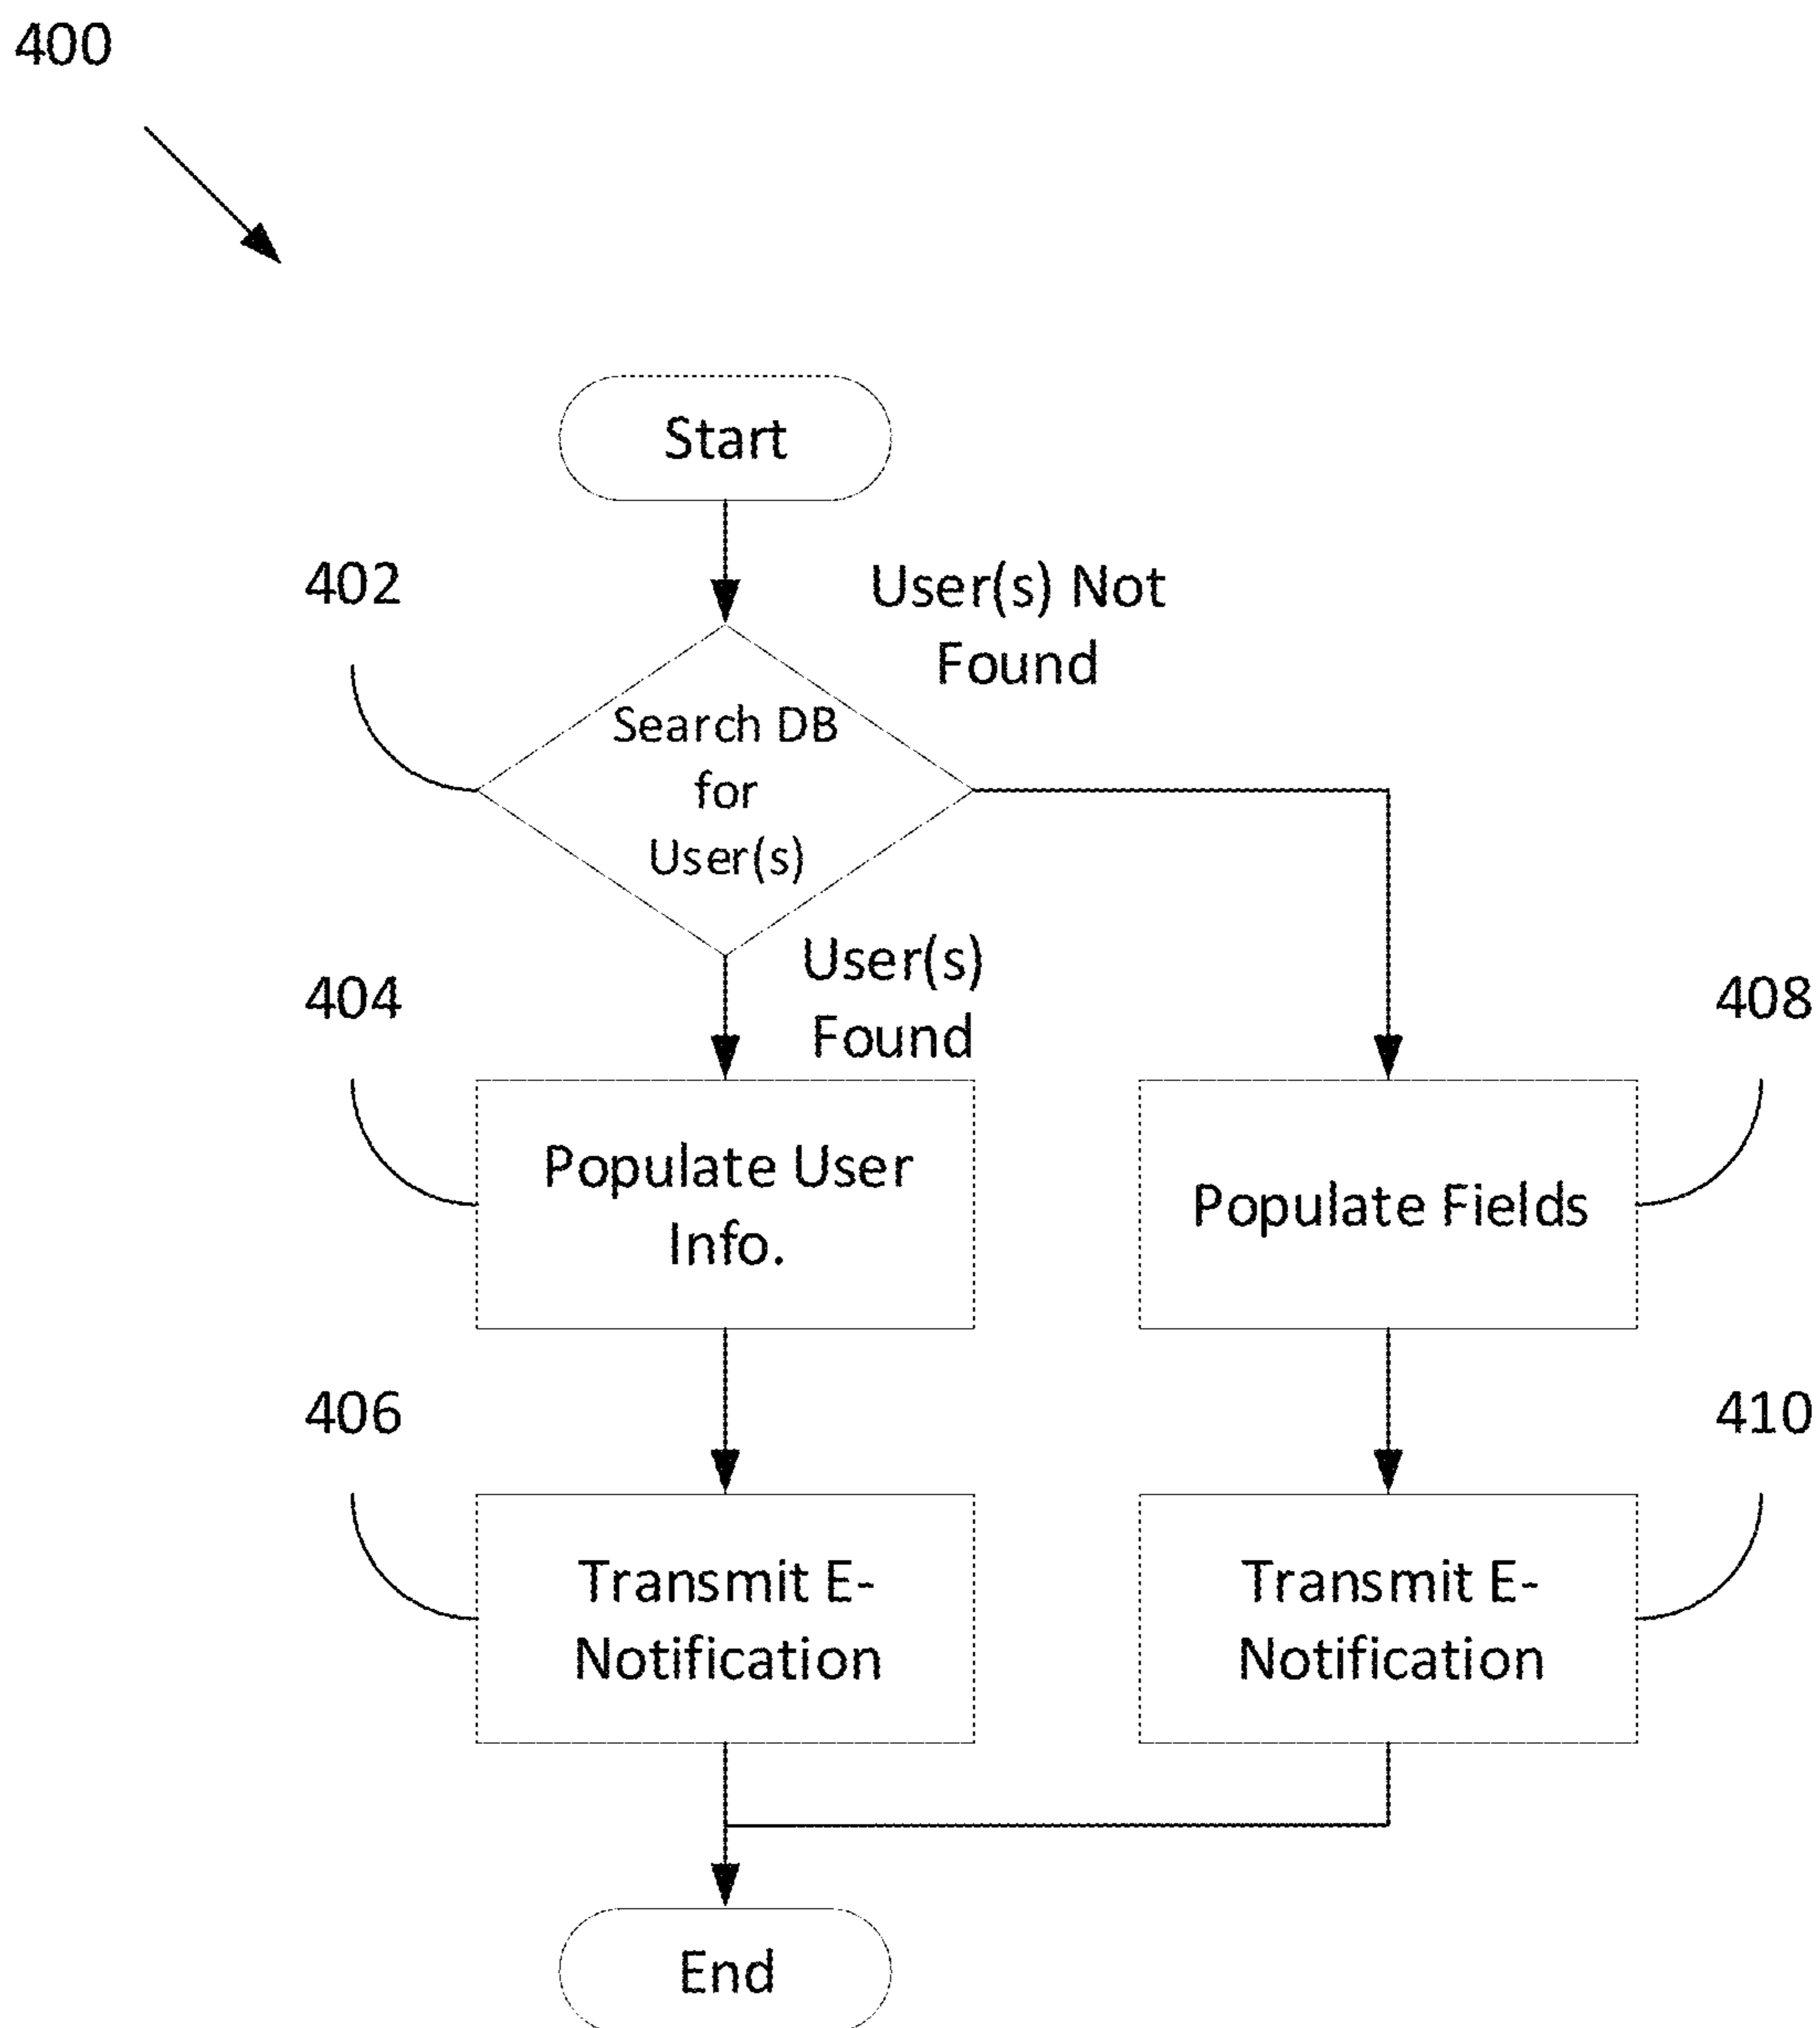 400
Start
402
User(s) Not
Found
Search DB
for
User(s)
User(s)
Found
404
408
Populate User
Info.
Populate Fields
406
410
Transmit E-
Notification
Transmit E-
Notification
End